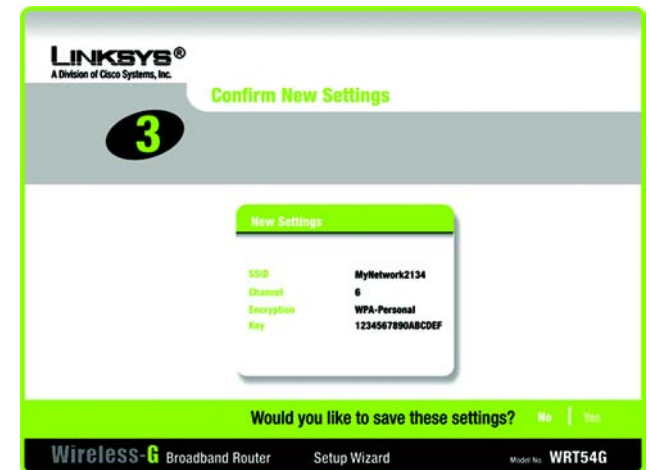 LINKSYS®
A Division of Cisco Systems, Inc.
Confirm New Settings
3
New Settings
SSID MyNetwork2134
Channel 6
Encryption WPA-Personal
Key 1234567890ABCDEF
Would you like to save these settings? No | Yes
Wireless-G Broadband Router Setup Wizard Model No. WRT54G